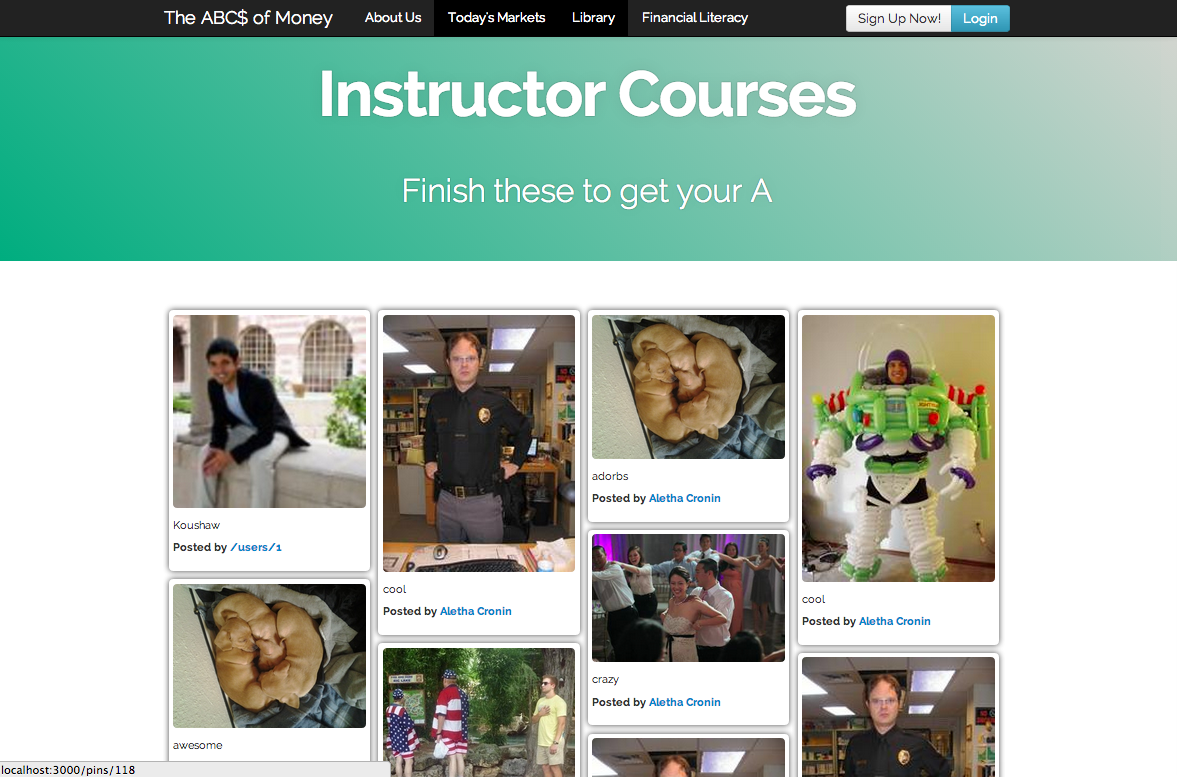 The ABC$ of Money About Us Today's Markets Library Financial Literacy Sign Up Now! Login
Instructor Courses
Finish these to get your A
Koushaw
Posted by /users/1
awesome
cool
Posted by Aletha Cronin
adorbs
Posted by Aletha Cronin
crazy
Posted by Aletha Cronin
cool
Posted by Aletha Cronin
localhost:3000/pins/118